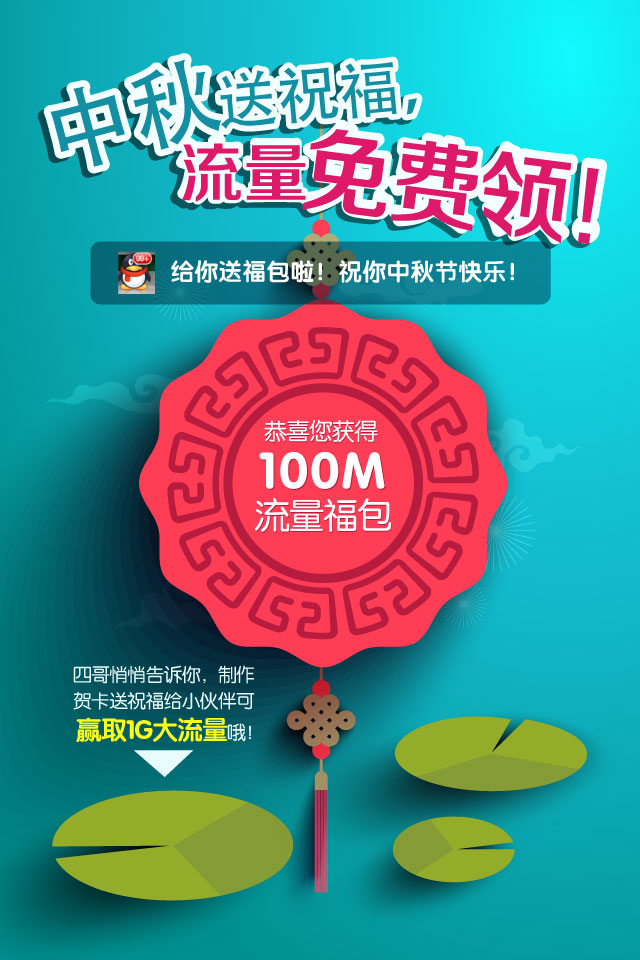 中秋送祝福,
流量免费领!
99+
给你送福包啦！祝你中秋节快乐！
恭喜您获得
100M
流量福包
四哥悄悄告诉你，制作
贺卡送祝福给小伙伴可
赢取1G大流量哦!